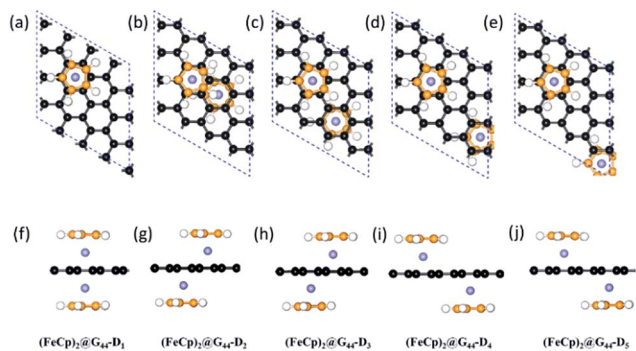 (a) (b) (c) (d) (e)
(f) (g) (h) (i) (j)
(FeCp)₂@G₄₄-D₁ (FeCp)₂@G₄₄-D₂ (FeCp)₂@G₄₄-D₃ (FeCp)₂@G₄₄-D₄ (FeCp)₂@G₄₄-D₅